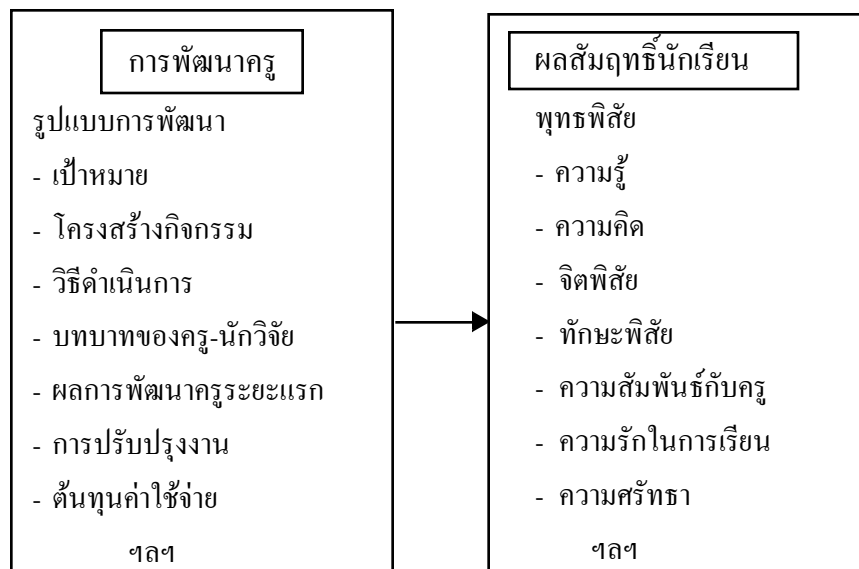 การพัฒนาครู
รูปแบบการพัฒนา
- เป้าหมาย
- โครงสร้างกิจกรรม
- วิธีดำเนินการ
- บทบาทของครู-นักวิจัย
- ผลการพัฒนาครูระยะแรก
- การปรับปรุงงาน
- ต้นทุนค่าใช้จ่าย
ฯลฯ
ผลสัมฤทธิ์นักเรียน
พุทธพิสัย
- ความรู้
- ความคิด
- จิตพิสัย
- ทักษะพิสัย
- ความสัมพันธ์กับครู
- ความรักในการเรียน
- ความศรัทธา
ฯลฯ